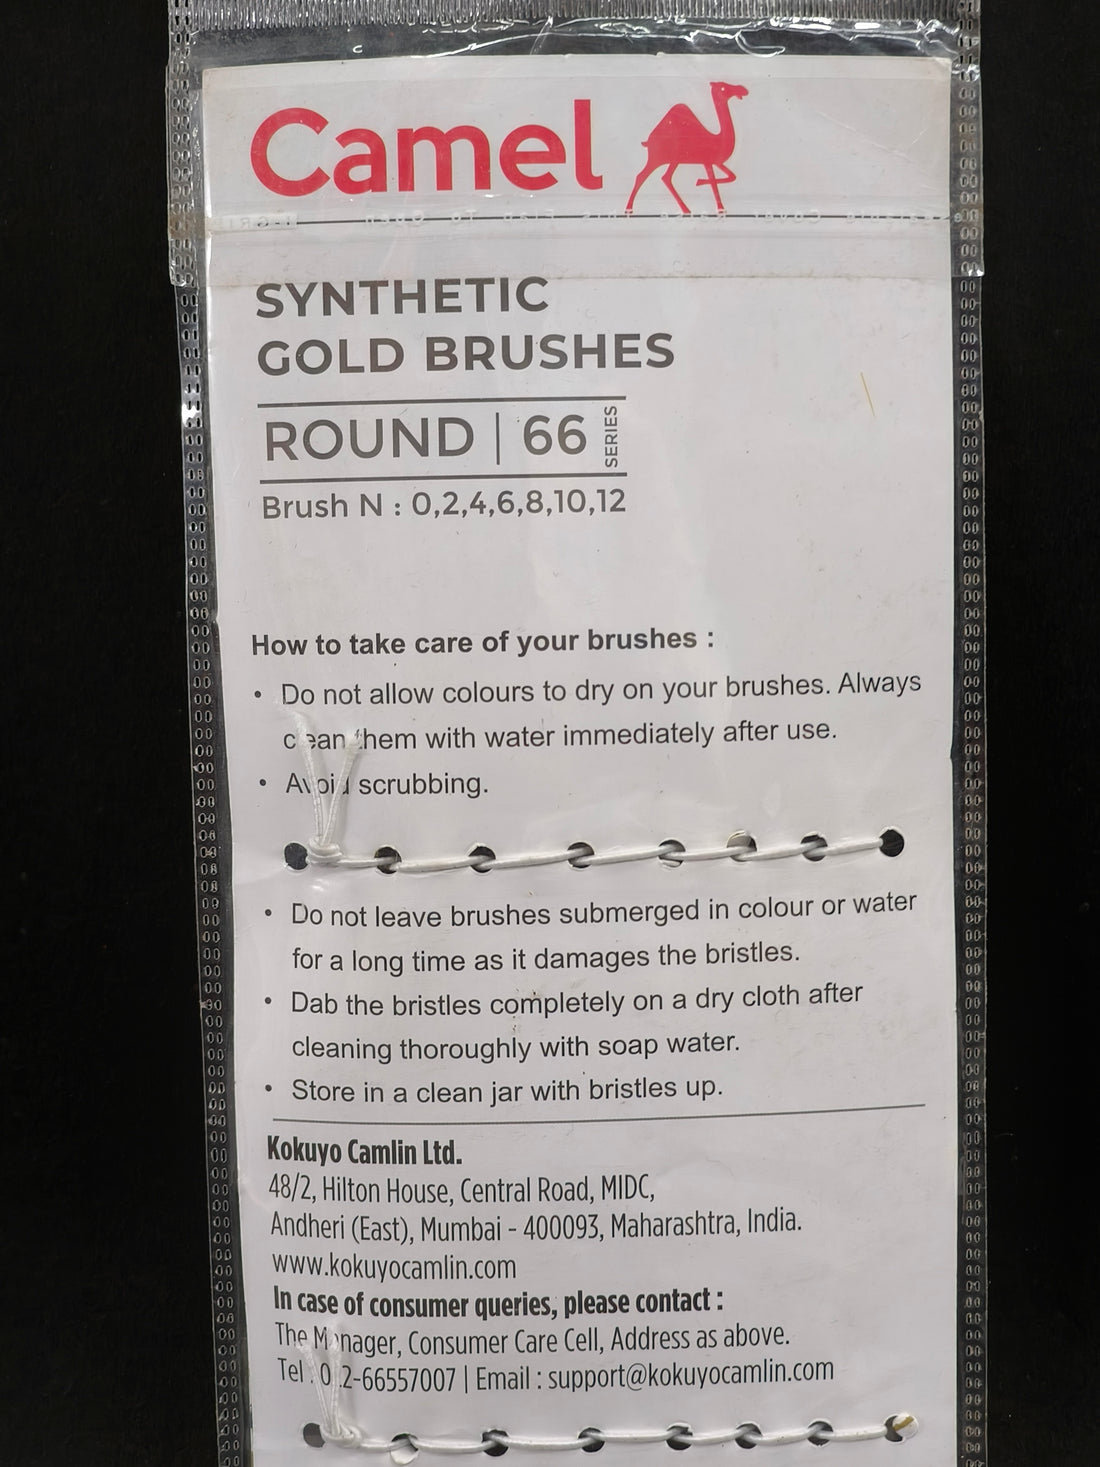 Camel
SYNTHETIC
GOLD BRUSHES
ROUND | 66 SERIES
Brush N : 0,2,4,6,8,10,12
How to take care of your brushes :
• Do not allow colours to dry on your brushes. Always
clean them with water immediately after use.
• Avoid scrubbing.
• Do not leave brushes submerged in colour or water
for a long time as it damages the bristles.
• Dab the bristles completely on a dry cloth after
cleaning thoroughly with soap water.
• Store in a clean jar with bristles up.
Kokuyo Camlin Ltd.
48/2, Hilton House, Central Road, MIDC,
Andheri (East), Mumbai - 400093, Maharashtra, India.
www.kokuyocamlin.com
In case of consumer queries, please contact :
The Manager, Consumer Care Cell, Address as above.
Tel : | Email : support@kokuyocamlin.com